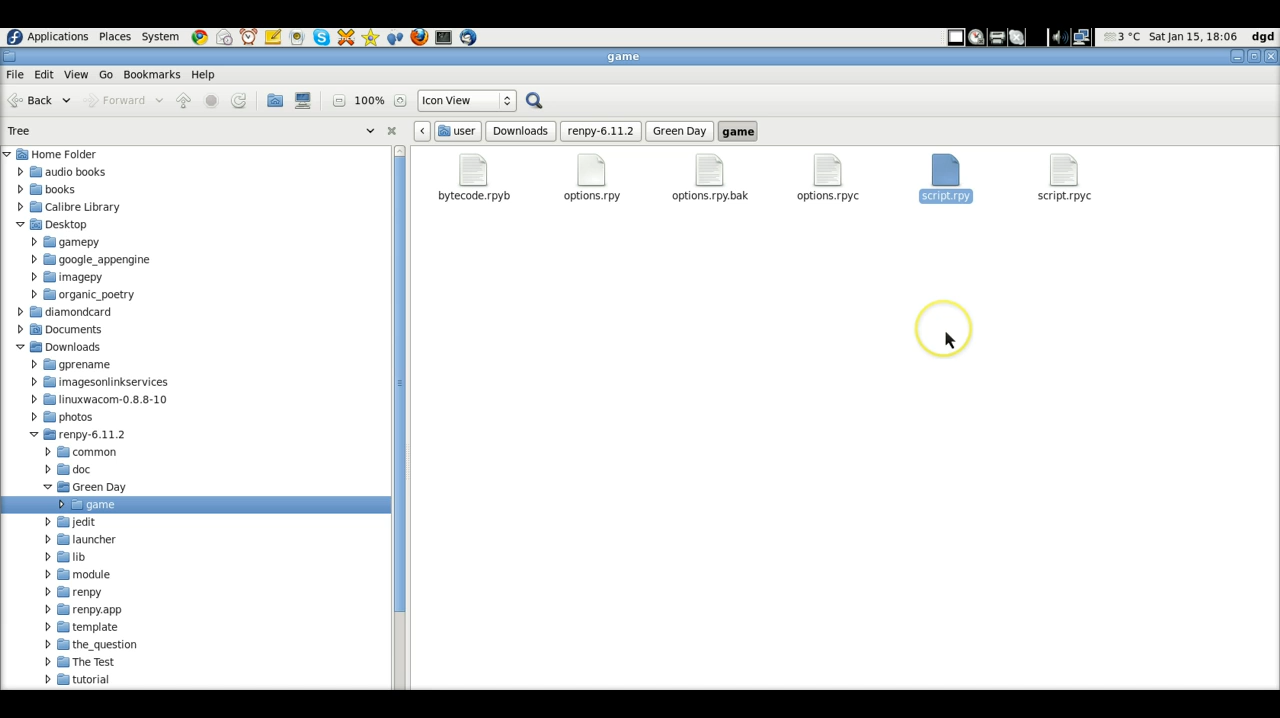 Applications Places System 3 °C Sat Jan 15, 18:06 dgd
game
File Edit View Go Bookmarks Help
Back Forward 100% Icon View
Tree user Downloads renpy-6.11.2 Green Day game
Home Folder
audio books
books
Calibre Library
Desktop
gamepy
google_appengine
imagepy
organic_poetry
diamondcard
Documents
Downloads
gprename
imagesonlinkservices
linuxwacom-0.8.8-10
photos
renpy-6.11.2
common
doc
Green Day
game
jedit
launcher
lib
module
renpy
renpy.app
template
the_question
The Test
tutorial
bytecode.rpyb options.rpy options.rpy.bak options.rpyc script.rpy script.rpyc